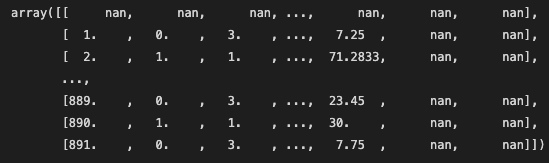 array([[     nan,      nan,      nan, ...,      nan,      nan,      nan],
       [  1.    ,   0.    ,   3.    , ...,   7.25  ,      nan,      nan],
       [  2.    ,   1.    ,   1.    , ...,  71.2833,      nan,      nan],
       ...,
       [889.    ,   0.    ,   3.    , ...,  23.45  ,      nan,      nan],
       [890.    ,   1.    ,   1.    , ...,  30.    ,      nan,      nan],
       [891.    ,   0.    ,   3.    , ...,   7.75  ,      nan,      nan]])